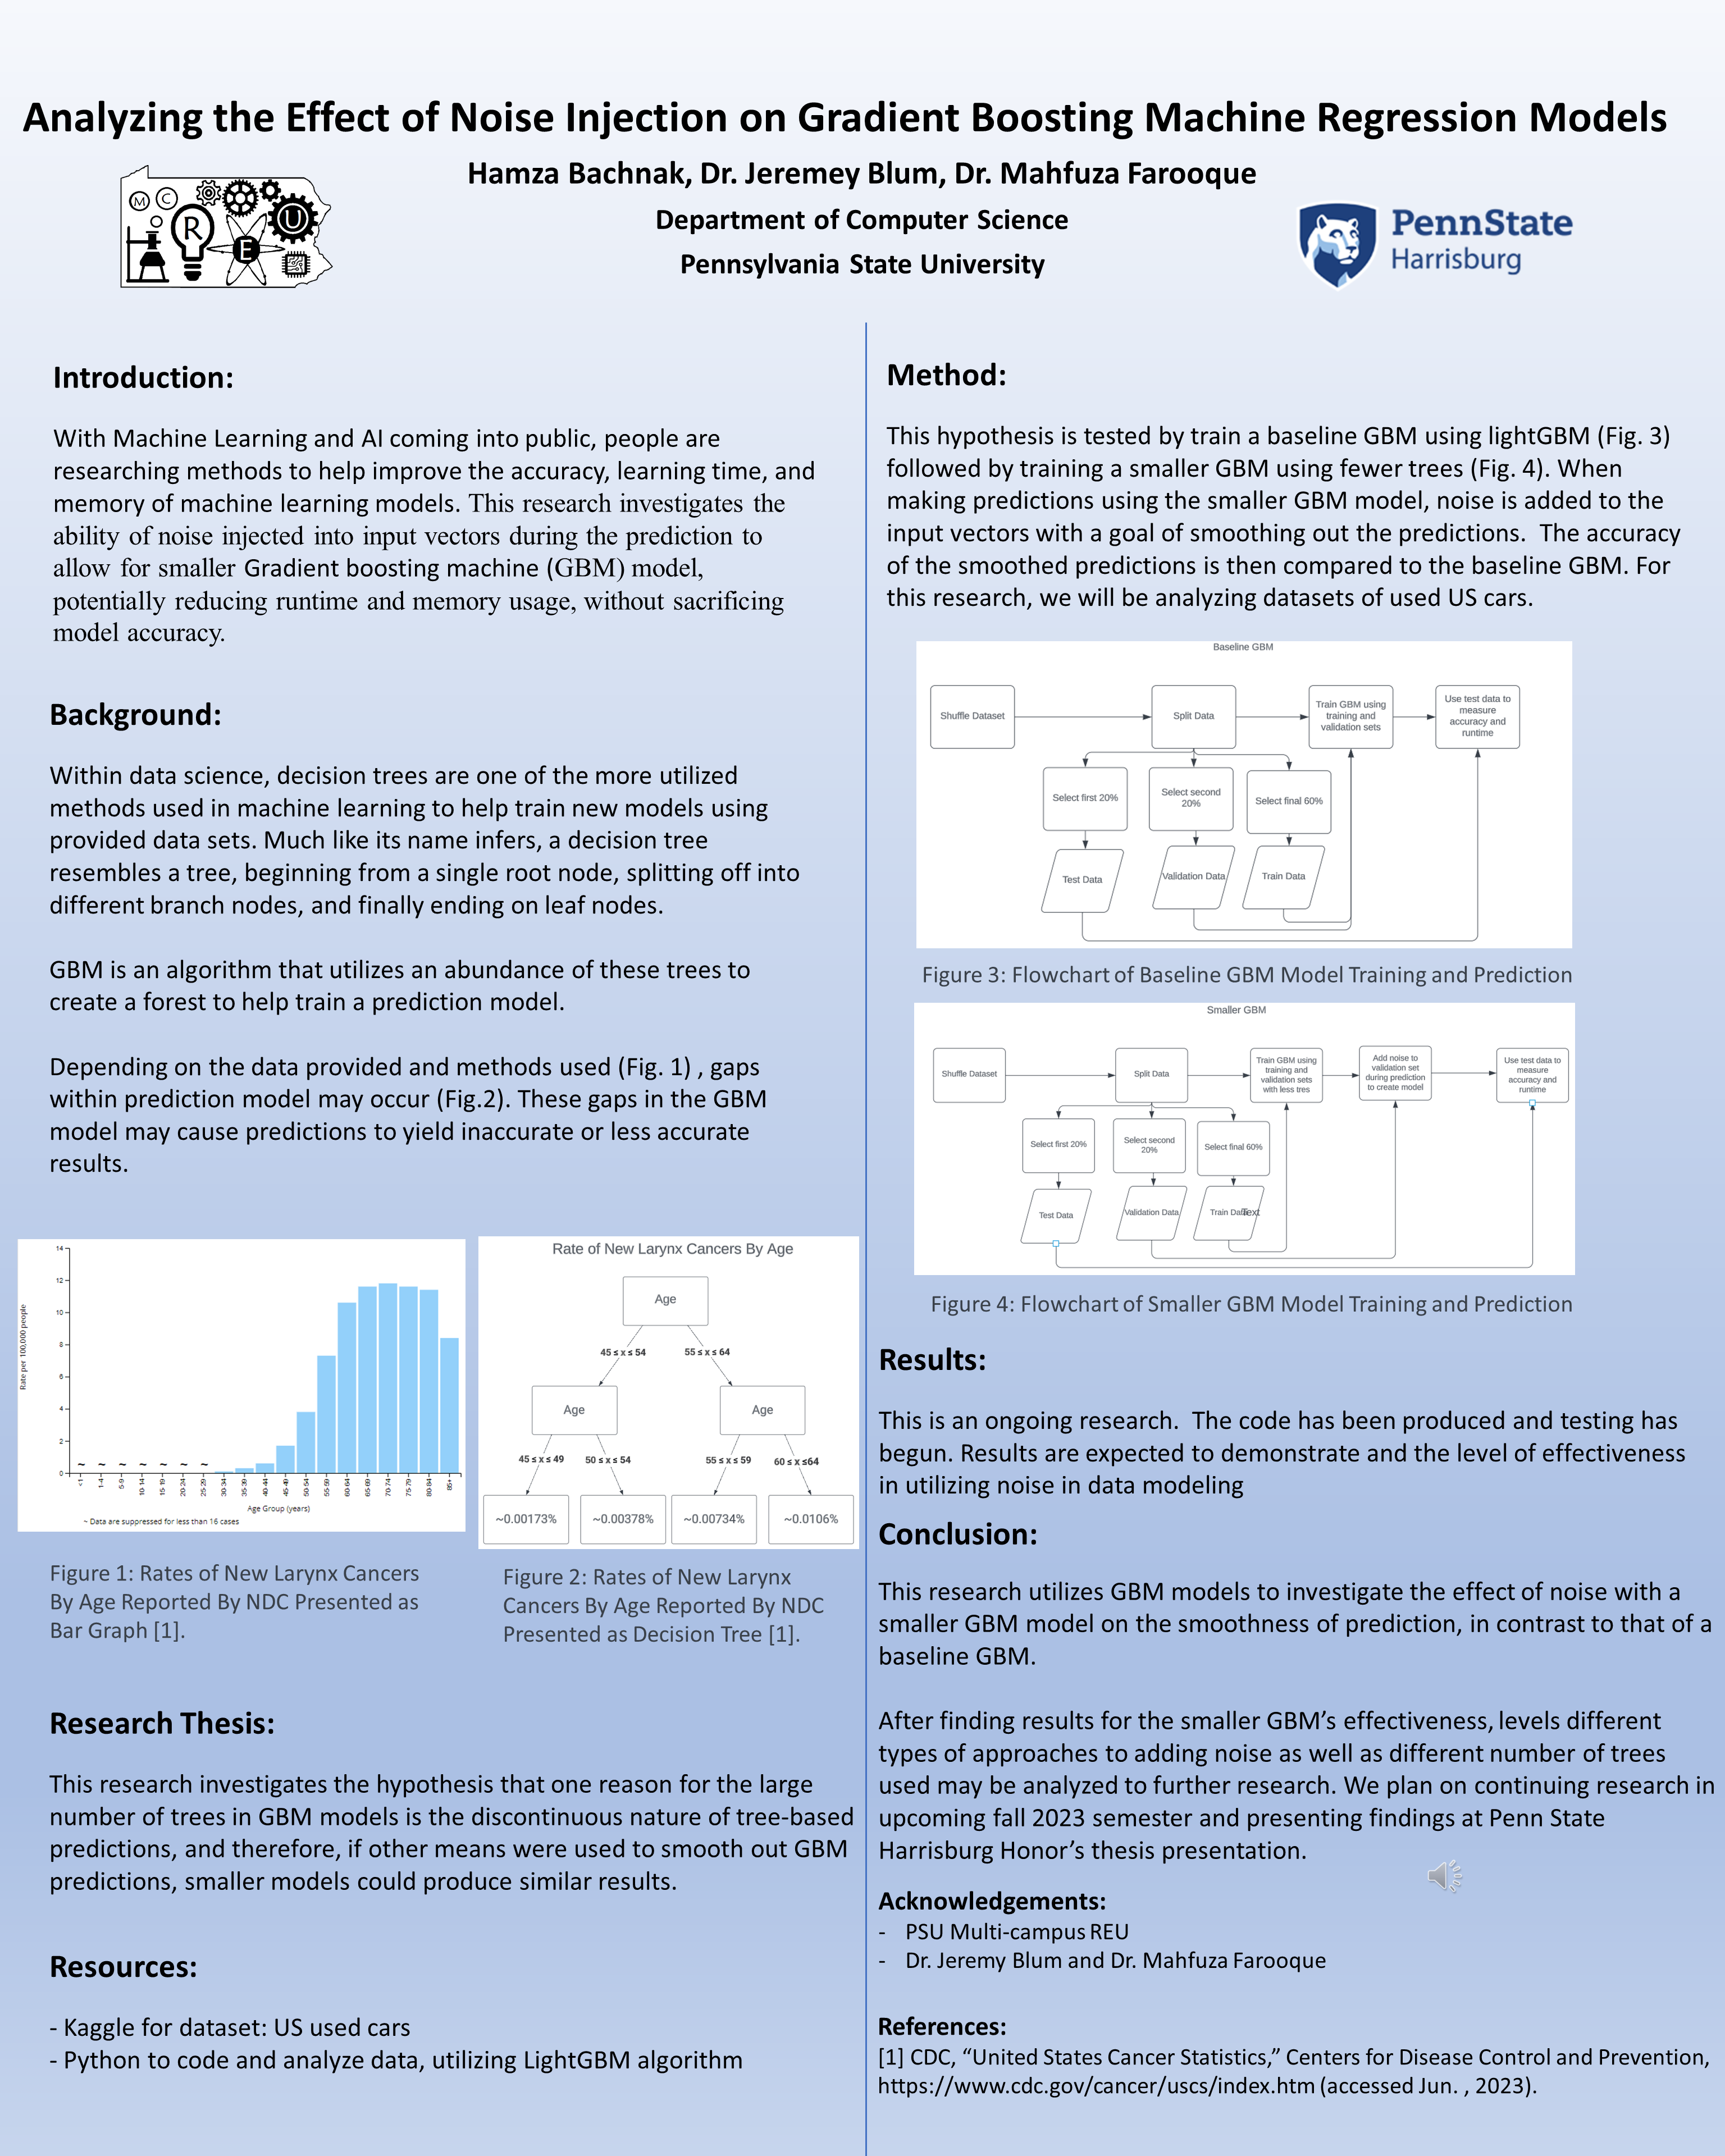 Analyzing the Effect of Noise Injection on Gradient Boosting Machine Regression Models
Hamza Bachnak, Dr. Jeremey Blum, Dr. Mahfuza Farooque
Department of Computer Science
Pennsylvania State University
M C R E U
PennState
Harrisburg
Introduction:
With Machine Learning and AI coming into public, people are
researching methods to help improve the accuracy, learning time, and
memory of machine learning models. This research investigates the
ability of noise injected into input vectors during the prediction to
allow for smaller Gradient boosting machine (GBM) model,
potentially reducing runtime and memory usage, without sacrificing
model accuracy.
Background:
Within data science, decision trees are one of the more utilized
methods used in machine learning to help train new models using
provided data sets. Much like its name infers, a decision tree
resembles a tree, beginning from a single root node, splitting off into
different branch nodes, and finally ending on leaf nodes.
GBM is an algorithm that utilizes an abundance of these trees to
create a forest to help train a prediction model.
Depending on the data provided and methods used (Fig. 1) , gaps
within prediction model may occur (Fig.2). These gaps in the GBM
model may cause predictions to yield inaccurate or less accurate
results.
Rate per 100,000 people
14
12
10
8
6
4
2
0
~ ~ ~ ~ ~ ~ ~
<1 1-4 5-9 10-14 15-19 20-24 25-29 30-34 35-39 40-44 45-49 50-54 55-59 60-64 65-69 70-74 75-79 80-84 85+
Age Group (years)
~ Data are suppressed for less than 16 cases
Figure 1: Rates of New Larynx Cancers
By Age Reported By NDC Presented as
Bar Graph [1].
Rate of New Larynx Cancers By Age
Age
45 ≤ x ≤ 54 55 ≤ x ≤ 64
Age Age
45 ≤ x ≤ 49 50 ≤ x ≤ 54 55 ≤ x ≤ 59 60 ≤ x ≤64
~0.00173% ~0.00378% ~0.00734% ~0.0106%
Figure 2: Rates of New Larynx
Cancers By Age Reported By NDC
Presented as Decision Tree [1].
Research Thesis:
This research investigates the hypothesis that one reason for the large
number of trees in GBM models is the discontinuous nature of tree-based
predictions, and therefore, if other means were used to smooth out GBM
predictions, smaller models could produce similar results.
Resources:
- Kaggle for dataset: US used cars
- Python to code and analyze data, utilizing LightGBM algorithm
Method:
This hypothesis is tested by train a baseline GBM using lightGBM (Fig. 3)
followed by training a smaller GBM using fewer trees (Fig. 4). When
making predictions using the smaller GBM model, noise is added to the
input vectors with a goal of smoothing out the predictions.  The accuracy
of the smoothed predictions is then compared to the baseline GBM. For
this research, we will be analyzing datasets of used US cars.
Baseline GBM
Shuffle Dataset
Split Data
Train GBM using
training and
validation sets
Use test data to
measure
accuracy and
runtime
Select first 20%
Select second
20%
Select final 60%
Test Data
Validation Data
Train Data
Figure 3: Flowchart of Baseline GBM Model Training and Prediction
Smaller GBM
Shuffle Dataset
Split Data
Train GBM using
training and
validation sets
with less tres
Add noise to
validation set
during prediction
to create model
Use test data to
measure
accuracy and
runtime
Select first 20%
Select second
20%
Select final 60%
Test Data
Validation Data
Train Data
Text
Figure 4: Flowchart of Smaller GBM Model Training and Prediction
Results:
This is an ongoing research.  The code has been produced and testing has
begun. Results are expected to demonstrate and the level of effectiveness
in utilizing noise in data modeling
Conclusion:
This research utilizes GBM models to investigate the effect of noise with a
smaller GBM model on the smoothness of prediction, in contrast to that of a
baseline GBM.
After finding results for the smaller GBM’s effectiveness, levels different
types of approaches to adding noise as well as different number of trees
used may be analyzed to further research. We plan on continuing research in
upcoming fall 2023 semester and presenting findings at Penn State
Harrisburg Honor’s thesis presentation.
Acknowledgements:
- PSU Multi-campus REU
- Dr. Jeremy Blum and Dr. Mahfuza Farooque
References:
[1] CDC, “United States Cancer Statistics,” Centers for Disease Control and Prevention,
https://www.cdc.gov/cancer/uscs/index.htm (accessed Jun. , 2023).